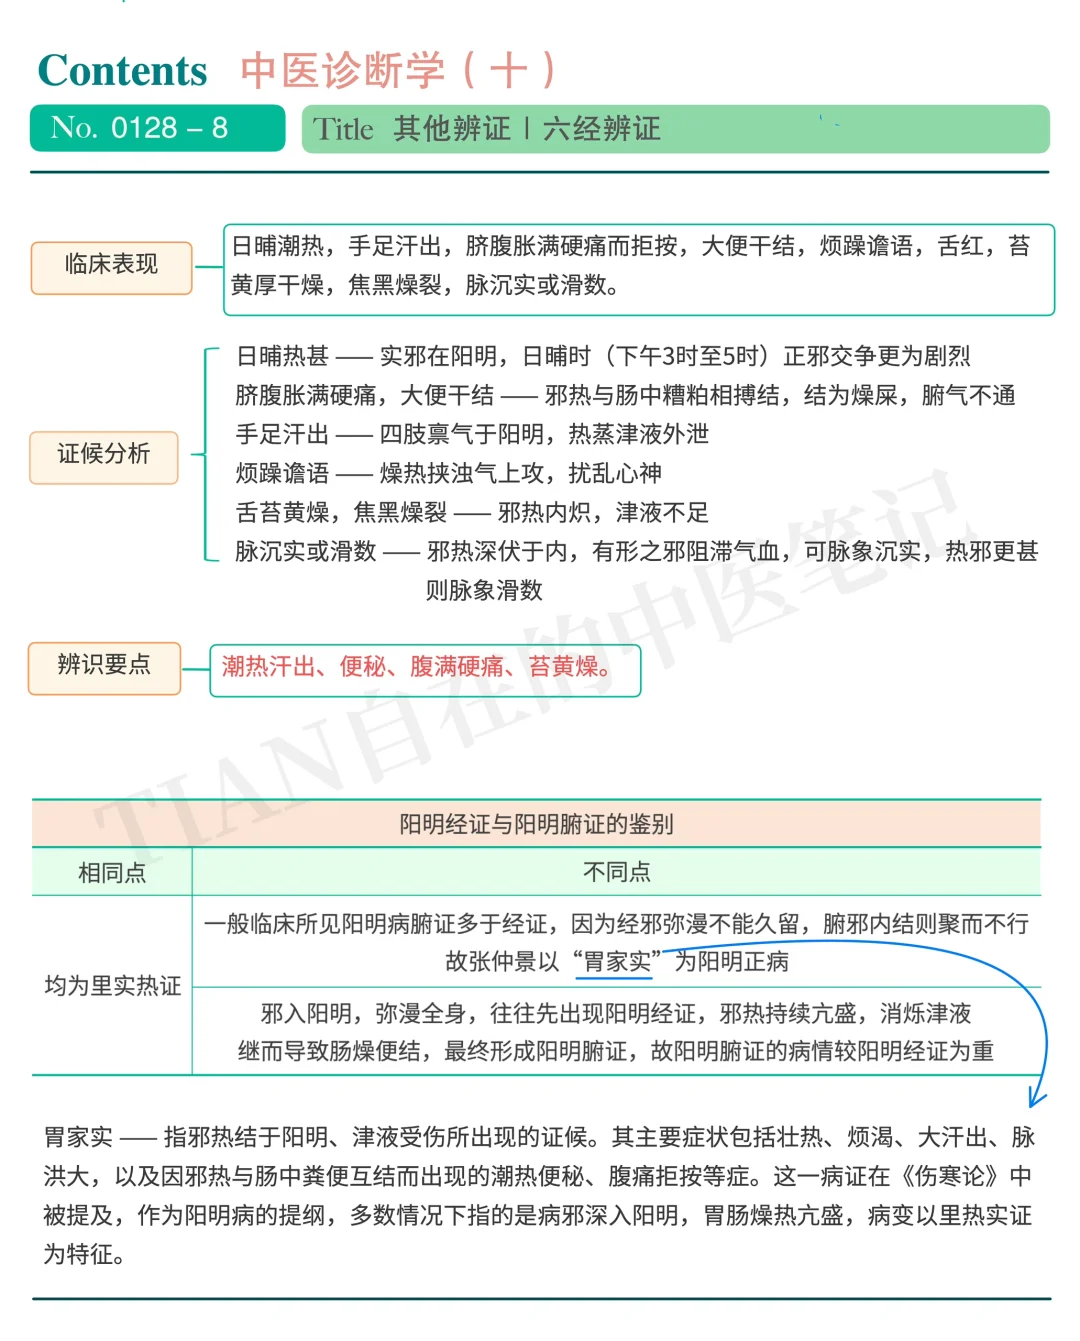 Contents 中医诊断学（十）
No. 0128 – 8
Title 其他辨证 | 六经辨证
临床表现
日晡潮热，手足汗出，脐腹胀满硬痛而拒按，大便干结，烦躁谵语，舌红，苔
黄厚干燥，焦黑燥裂，脉沉实或滑数。
证候分析
日晡热甚 —— 实邪在阳明，日晡时（下午3时至5时）正邪交争更为剧烈
脐腹胀满硬痛，大便干结 —— 邪热与肠中糟粕相搏结，结为燥屎，腑气不通
手足汗出 —— 四肢禀气于阳明，热蒸津液外泄
烦躁谵语 —— 燥热挟浊气上攻，扰乱心神
舌苔黄燥，焦黑燥裂 —— 邪热内炽，津液不足
脉沉实或滑数 —— 邪热深伏于内，有形之邪阻滞气血，可脉象沉实，热邪更甚
则脉象滑数
辨识要点
潮热汗出、便秘、腹满硬痛、苔黄燥。
TIAN自在的中医笔记
阳明经证与阳明腑证的鉴别
相同点
不同点
均为里实热证
一般临床所见阳明病腑证多于经证，因为经邪弥漫不能久留，腑邪内结则聚而不行
故张仲景以“胃家实”为阳明正病
邪入阳明，弥漫全身，往往先出现阳明经证，邪热持续亢盛，消烁津液
继而导致肠燥便结，最终形成阳明腑证，故阳明腑证的病情较阳明经证为重
胃家实 —— 指邪热结于阳明、津液受伤所出现的证候。其主要症状包括壮热、烦渴、大汗出、脉
洪大，以及因邪热与肠中粪便互结而出现的潮热便秘、腹痛拒按等症。这一病证在《伤寒论》中
被提及，作为阳明病的提纲，多数情况下指的是病邪深入阳明，胃肠燥热亢盛，病变以里热实证
为特征。